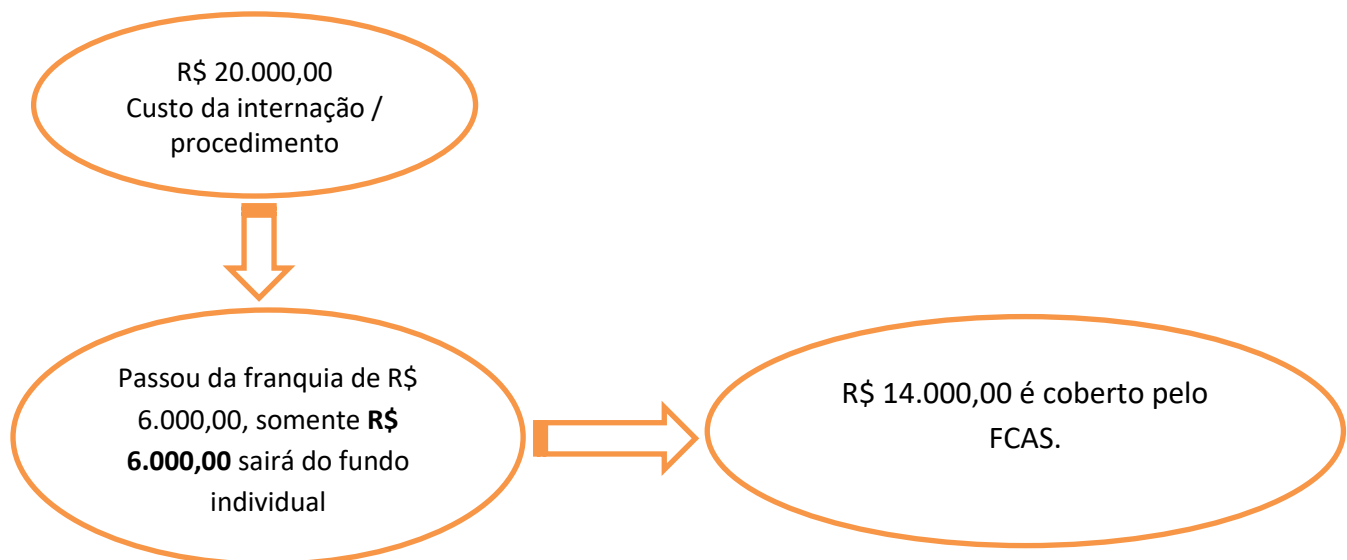 R$ 20.000,00
Custo da internação /
procedimento
Passou da franquia de R$
6.000,00, somente R$
6.000,00 sairá do fundo
individual
R$ 14.000,00 é coberto pelo
FCAS.